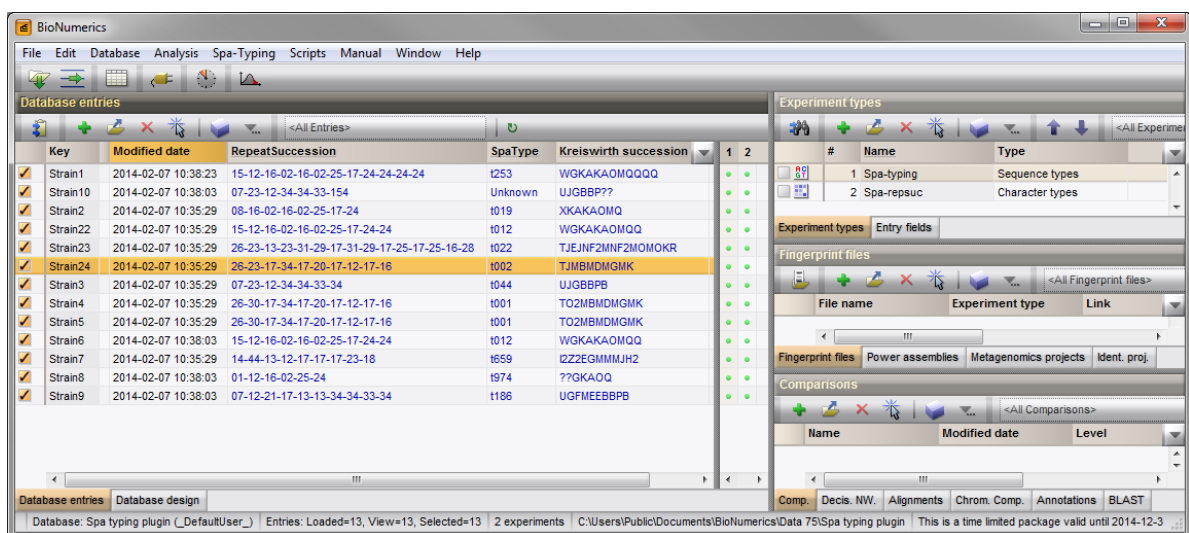 BioNumerics
File Edit Database Analysis Spa-Typing Scripts Manual Window Help
Database entries
<All Entries>
Key Modified date RepeatSuccession SpaType Kreiswirth succession 1 2
Strain1 2014-02-07 10:38:23 15-12-16-02-16-02-25-17-24-24-24-24 t253 WGKAKAOMQQQQ
Strain10 2014-02-07 10:38:03 07-23-12-34-34-33-154 Unknown UJGBBP??
Strain2 2014-02-07 10:35:29 08-16-02-16-02-25-17-24 t019 XKAKAOMQ
Strain22 2014-02-07 10:35:29 15-12-16-02-16-02-25-17-24-24 t012 WGKAKAOMQQ
Strain23 2014-02-07 10:35:29 26-23-13-23-31-29-17-31-29-17-25-17-25-16-28 t022 TJEJNF2MNF2MOMOKR
Strain24 2014-02-07 10:35:29 26-23-17-34-17-20-17-12-17-16 t002 TJMBMDMGMK
Strain3 2014-02-07 10:35:29 07-23-12-34-34-33-34 t044 UJGBBPB
Strain4 2014-02-07 10:35:29 26-30-17-34-17-20-17-12-17-16 t001 TO2MBMDMGMK
Strain5 2014-02-07 10:35:29 26-30-17-34-17-20-17-12-17-16 t001 TO2MBMDMGMK
Strain6 2014-02-07 10:38:03 15-12-16-02-16-02-25-17-24-24 t012 WGKAKAOMQQ
Strain7 2014-02-07 10:35:29 14-44-13-12-17-17-17-23-18 t659 I2Z2EGMMMJH2
Strain8 2014-02-07 10:38:03 01-12-16-02-25-24 t974 ??GKAOQ
Strain9 2014-02-07 10:38:03 07-12-21-17-13-13-34-34-33-34 t186 UGFMEEBBPB
Database entries Database design
Experiment types
<All Experimer
# Name Type
1 Spa-typing Sequence types
2 Spa-repsuc Character types
Experiment types Entry fields
Fingerprint files
<All Fingerprint files>
File name Experiment type Link
Fingerprint files Power assemblies Metagenomics projects Ident. proj.
Comparisons
<All Comparisons>
Name Modified date Level
Comp. Decis. NW. Alignments Chrom. Comp. Annotations BLAST
Database: Spa typing plugin (_DefaultUser_) Entries: Loaded=13, View=13, Selected=13 2 experiments C:\Users\Public\Documents\BioNumerics\Data 75\Spa typing plugin This is a time limited package valid until 2014-12-3